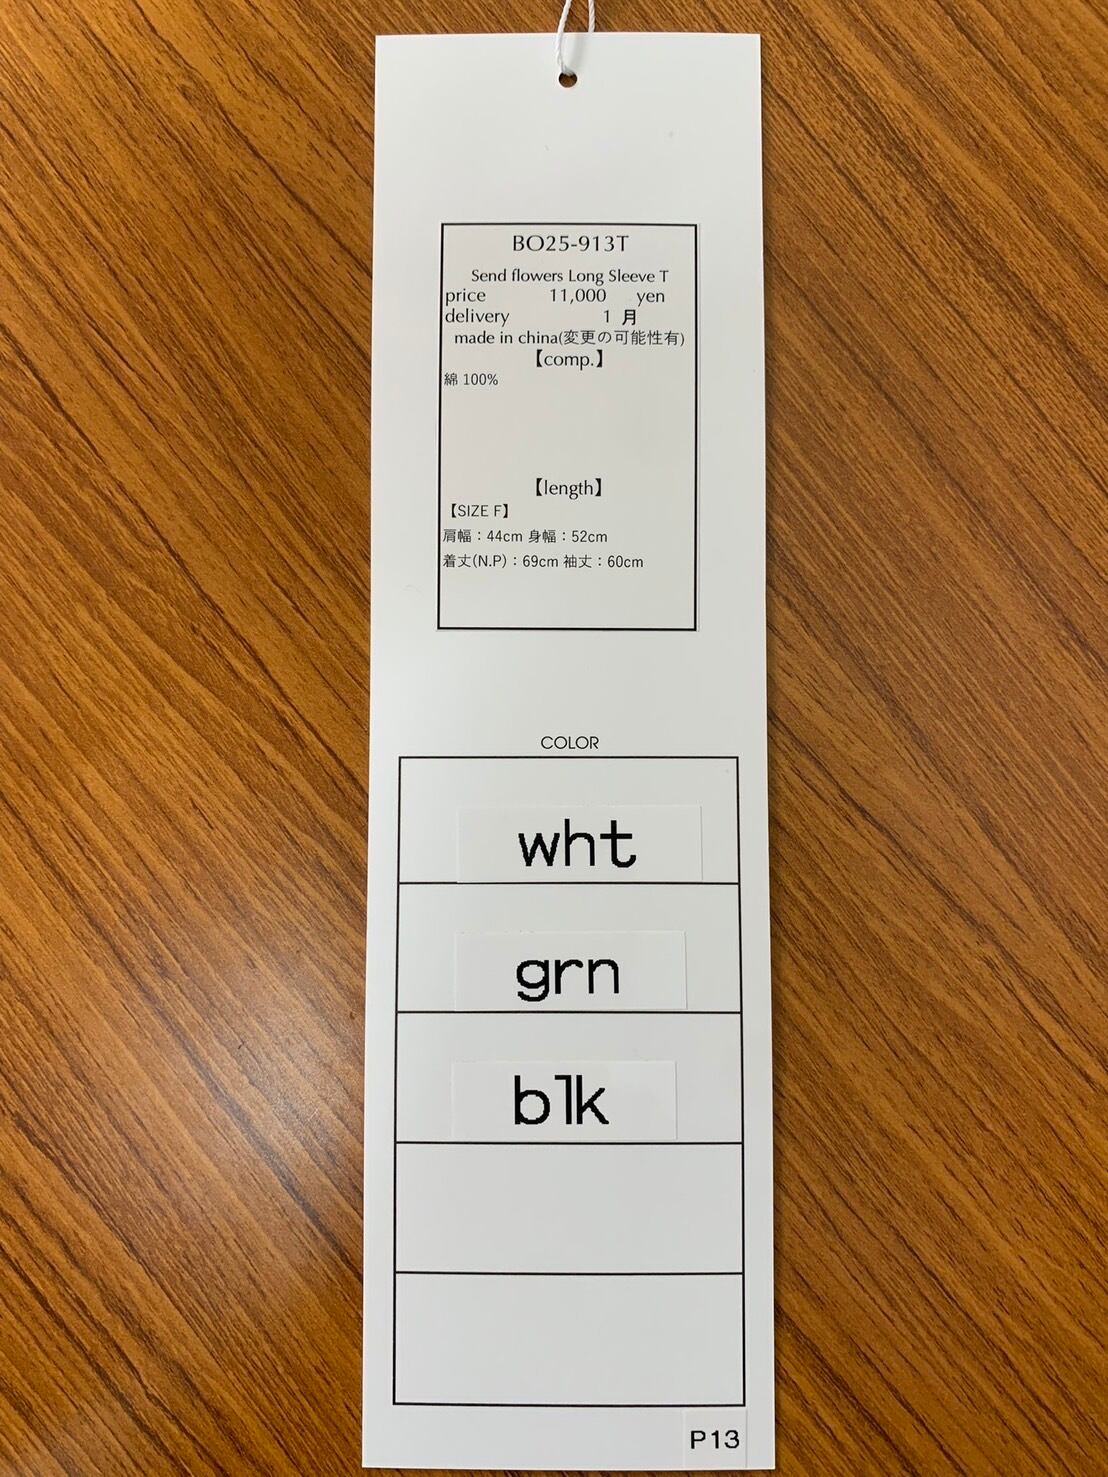 BO25-913T
Send flowers Long Sleeve T
price 11,000 yen
delivery 1 月
made in china(変更の可能性有)
【comp.】
綿 100%
【length】
【SIZE F】
肩幅：44cm 身幅：52cm
着丈(N.P)：69cm 袖丈：60cm
COLOR
wht
grn
blk
P13